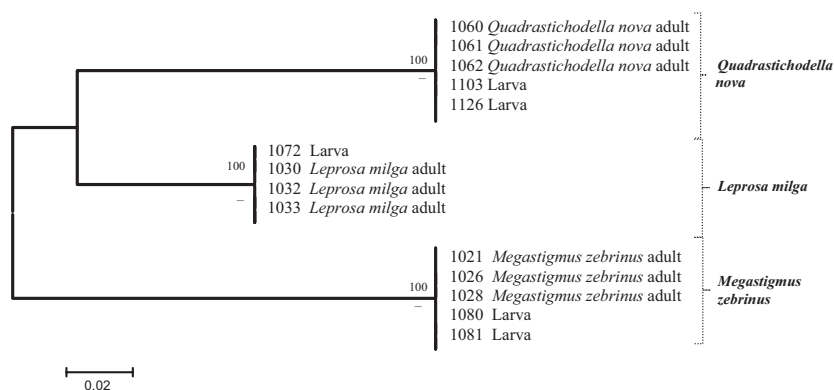 1060 Quadrastichodella nova adult
1061 Quadrastichodella nova adult
1062 Quadrastichodella nova adult
1103 Larva
1126 Larva
100
–
Quadrastichodella
nova
1072 Larva
1030 Leprosa milga adult
1032 Leprosa milga adult
1033 Leprosa milga adult
100
–
Leprosa milga
1021 Megastigmus zebrinus adult
1026 Megastigmus zebrinus adult
1028 Megastigmus zebrinus adult
1080 Larva
1081 Larva
100
–
Megastigmus
zebrinus
0.02